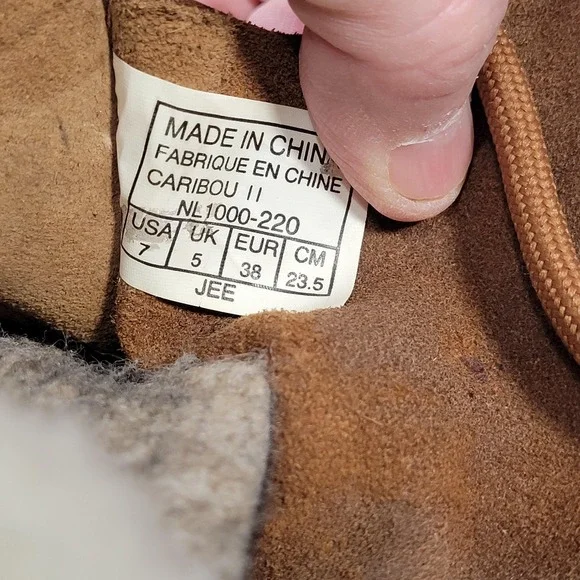 MADE IN CHIN
FABRIQUE EN CHINE
CARIBOU II
NL1000-220
USA UK EUR CM
7 5 38 23.5
JEE